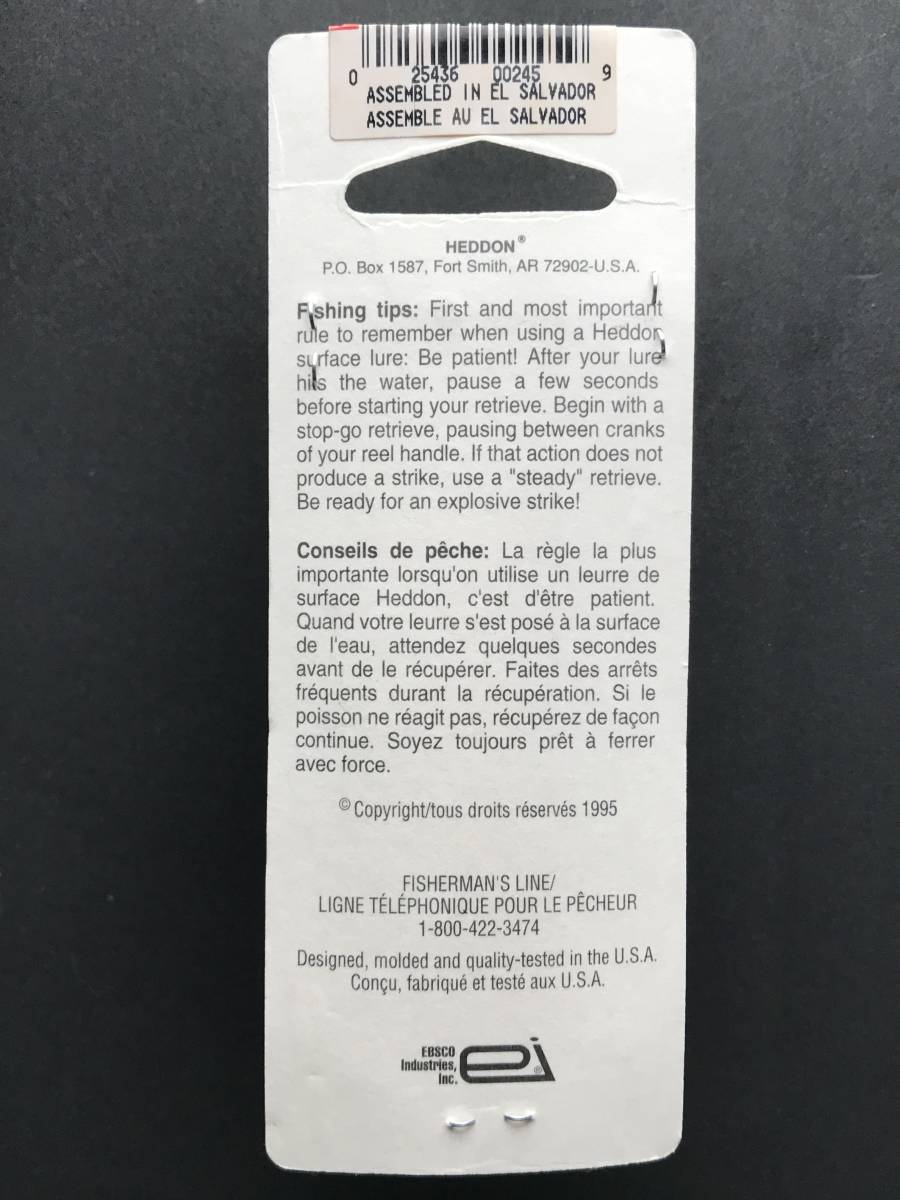 0 25436 00245 9
ASSEMBLED IN EL SALVADOR
ASSEMBLE AU EL SALVADOR
HEDDON®
P.O. Box 1587, Fort Smith, AR 72902-U.S.A.
Fishing tips: First and most important
rule to remember when using a Heddon
surface lure: Be patient! After your lure
hits the water, pause a few seconds
before starting your retrieve. Begin with a
stop-go retrieve, pausing between cranks
of your reel handle. If that action does not
produce a strike, use a "steady" retrieve.
Be ready for an explosive strike!
Conseils de pêche: La règle la plus
importante lorsqu'on utilise un leurre de
surface Heddon, c'est d'être patient.
Quand votre leurre s'est posé à la surface
de l'eau, attendez quelques secondes
avant de le récupérer. Faites des arrêts
fréquents durant la récupération. Si le
poisson ne réagit pas, récupérez de façon
continue. Soyez toujours prêt à ferrer
avec force.
© Copyright/tous droits réservés 1995
FISHERMAN'S LINE/
LIGNE TÉLÉPHONIQUE POUR LE PÊCHEUR
1-800-422-3474
Designed, molded and quality-tested in the U.S.A.
Conçu, fabriqué et testé aux U.S.A.
EBSCO
Industries,
Inc.
ei®